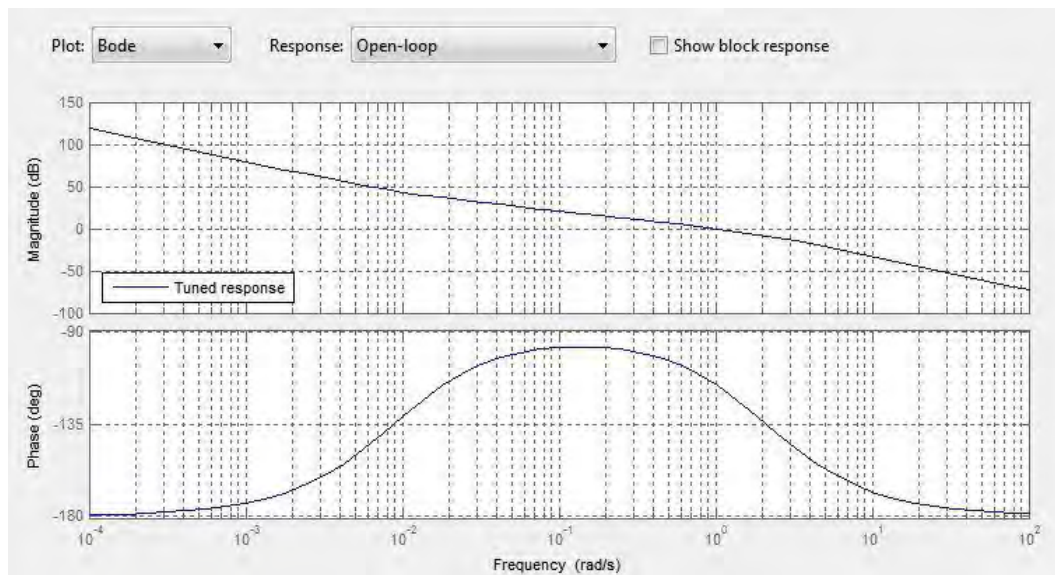 Plot: Bode Response: Open-loop Show block response
150
100
50
0
-50
-100
Magnitude (dB)
Tuned response
-90
-135
-180
Phase (deg)
10^-4 10^-3 10^-2 10^-1 10^0 10^1 10^2
Frequency (rad/s)